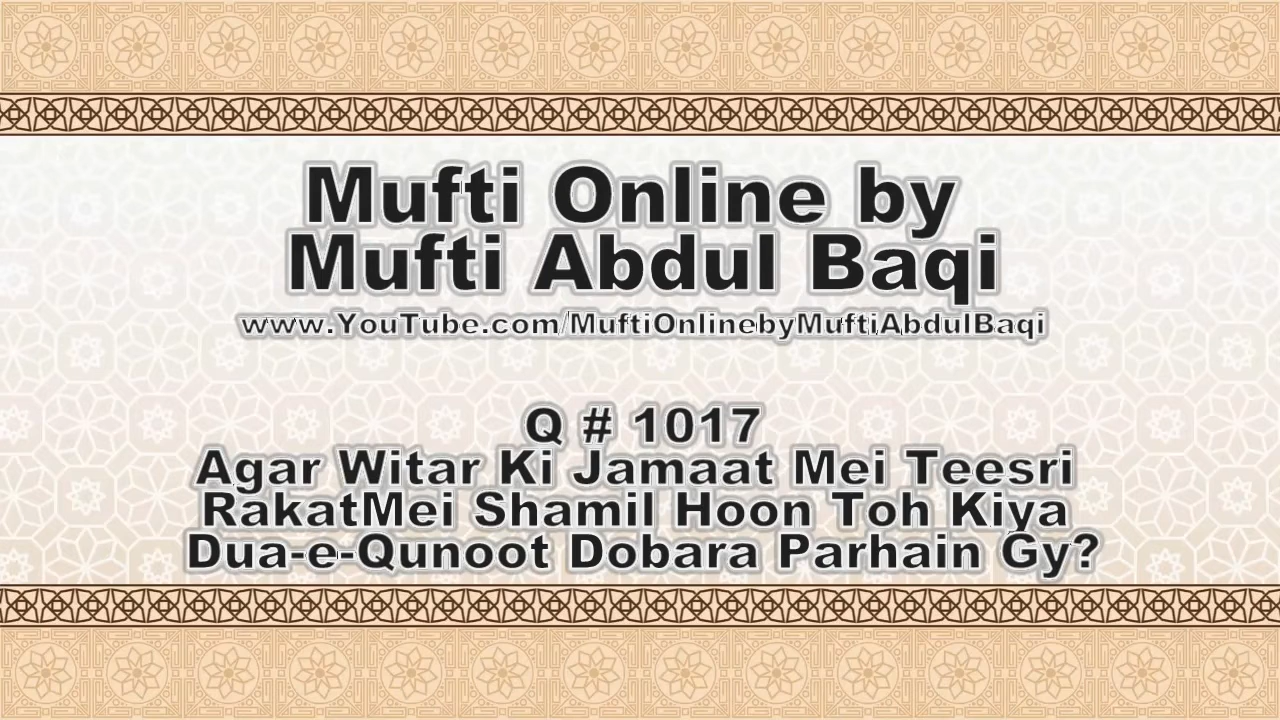 Mufti Online by
Mufti Abdul Baqi
www.YouTube.com/MuftiOnlinebyMuftiAbdulBaqi
Q # 1017
Agar Witar Ki Jamaat Mei Teesri
RakatMei Shamil Hoon Toh Kiya
Dua-e-Qunoot Dobara Parhain Gy?